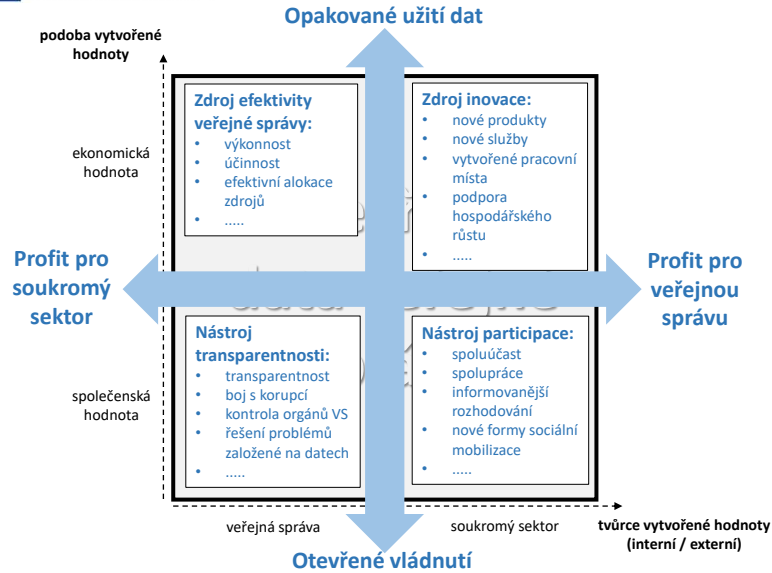 Opakované užití dat
podoba vytvořené
hodnoty
Zdroj efektivity
veřejné správy:
• výkonnost
• účinnost
• efektivní alokace
zdrojů
• .....
Zdroj inovace:
• nové produkty
• nové služby
• vytvořené pracovní
místa
• podpora
hospodářského
růstu
• .....
ekonomická
hodnota
Profit pro
soukromý
sektor
Profit pro
veřejnou
správu
Nástroj
transparentnosti:
• transparentnost
• boj s korupcí
• kontrola orgánů VS
• řešení problémů
založené na datech
• .....
Nástroj participace:
• spoluúčast
• spolupráce
• informovanější
rozhodování
• nové formy sociální
mobilizace
• .....
společenská
hodnota
veřejná správa
soukromý sektor
tvůrce vytvořené hodnoty
(interní / externí)
Otevřené vládnutí